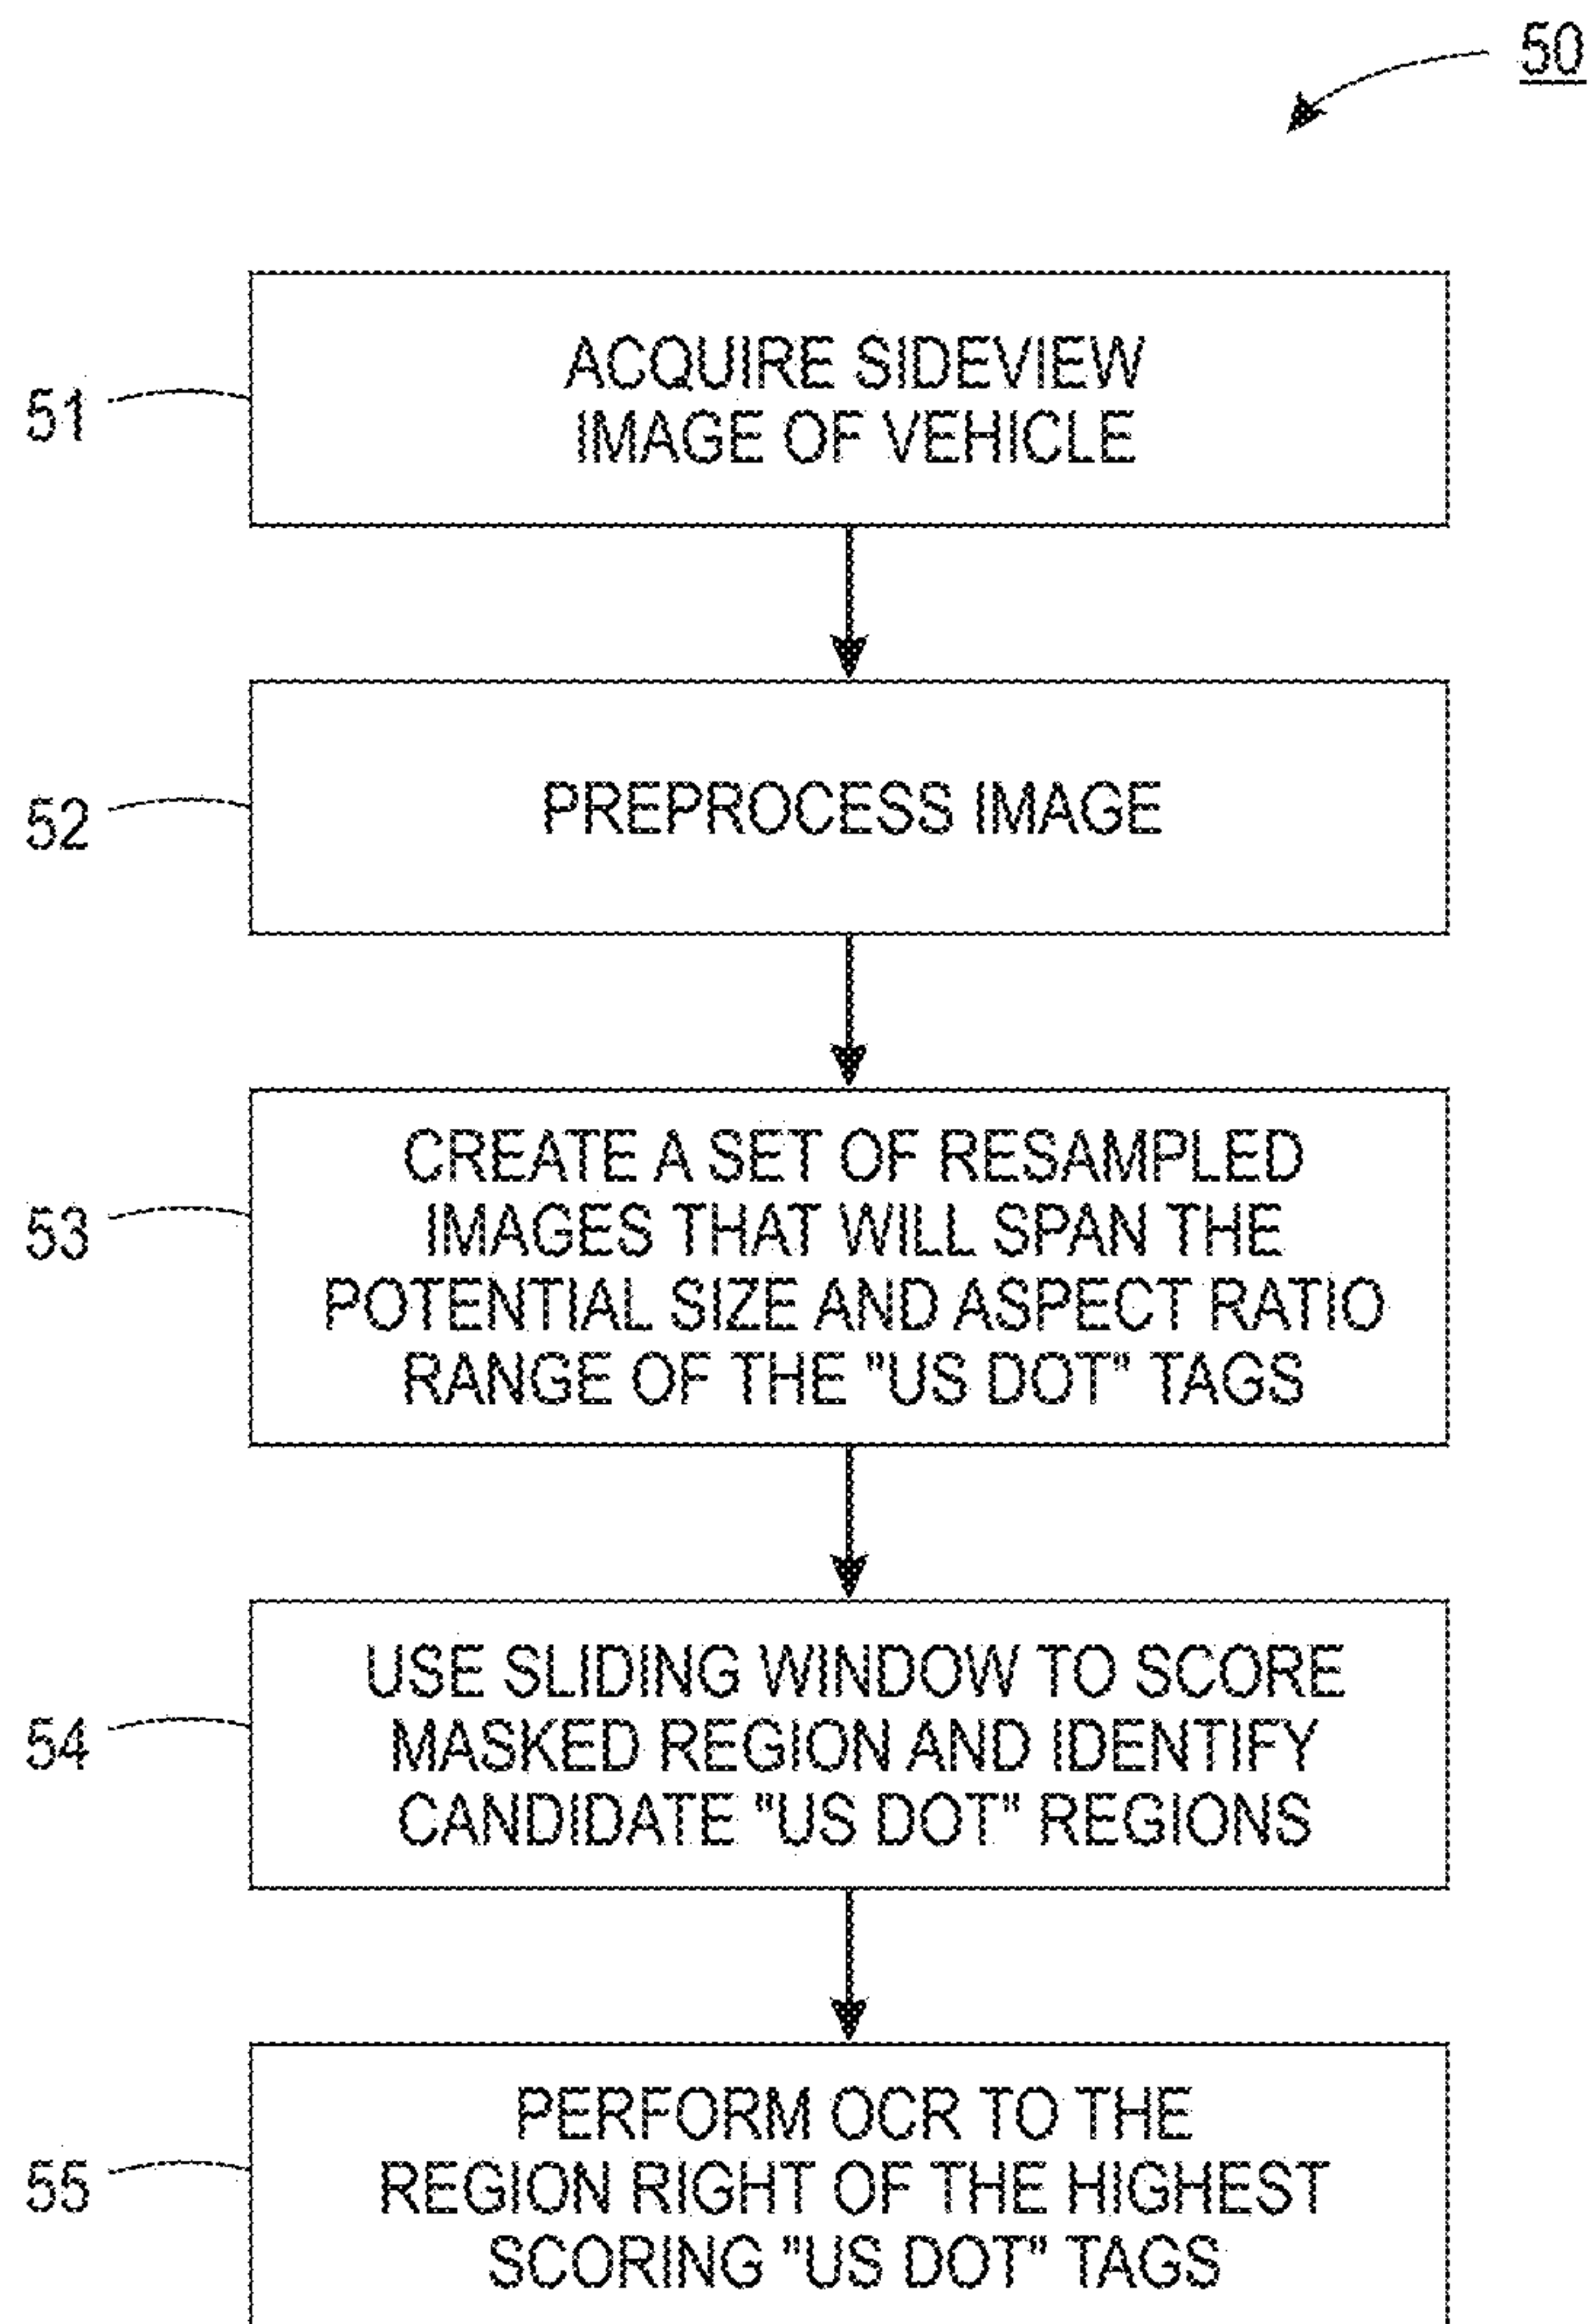 50
51
ACQUIRE SIDEVIEW
IMAGE OF VEHICLE
52
PREPROCESS IMAGE
53
CREATE A SET OF RESAMPLED
IMAGES THAT WILL SPAN THE
POTENTIAL SIZE AND ASPECT RATIO
RANGE OF THE "US DOT" TAGS
54
USE SLIDING WINDOW TO SCORE
MASKED REGION AND IDENTIFY
CANDIDATE "US DOT" REGIONS
55
PERFORM OCR TO THE
REGION RIGHT OF THE HIGHEST
SCORING "US DOT" TAGS